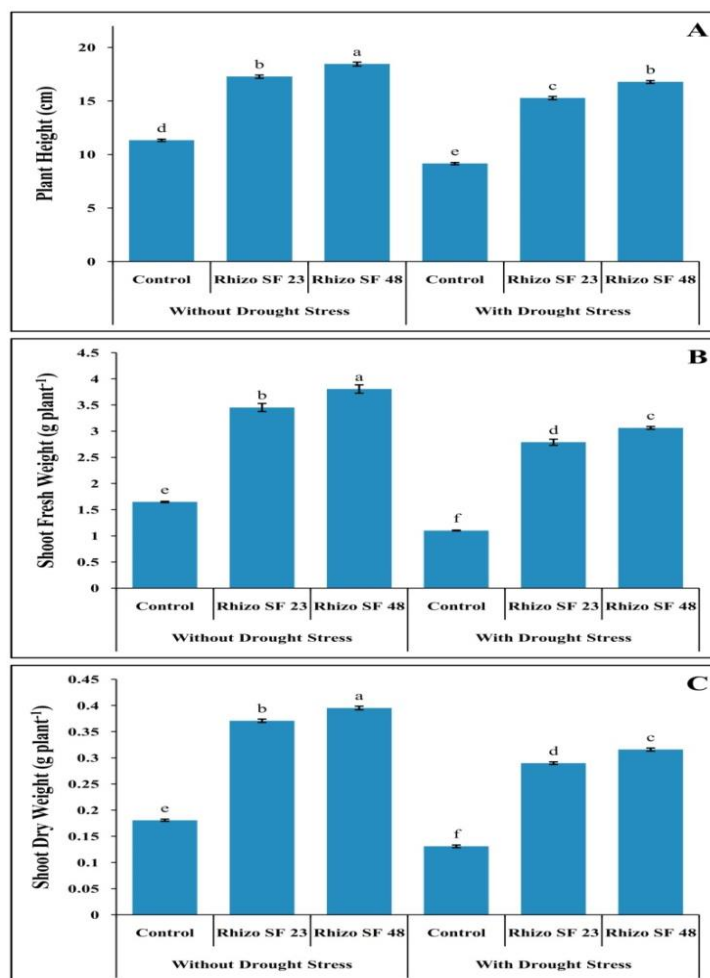 A
Plant Height (cm)
20
15
10
5
0
d
b
a
e
c
b
Control Rhizo SF 23 Rhizo SF 48 Control Rhizo SF 23 Rhizo SF 48
Without Drought Stress With Drought Stress
B
Shoot Fresh Weight (g plant⁻¹)
4.5
4
3.5
3
2.5
2
1.5
1
0.5
0
e
b
a
f
d
c
Control Rhizo SF 23 Rhizo SF 48 Control Rhizo SF 23 Rhizo SF 48
Without Drought Stress With Drought Stress
C
Shoot Dry Weight (g plant⁻¹)
0.45
0.4
0.35
0.3
0.25
0.2
0.15
0.1
0.05
0
e
b
a
f
d
c
Control Rhizo SF 23 Rhizo SF 48 Control Rhizo SF 23 Rhizo SF 48
Without Drought Stress With Drought Stress